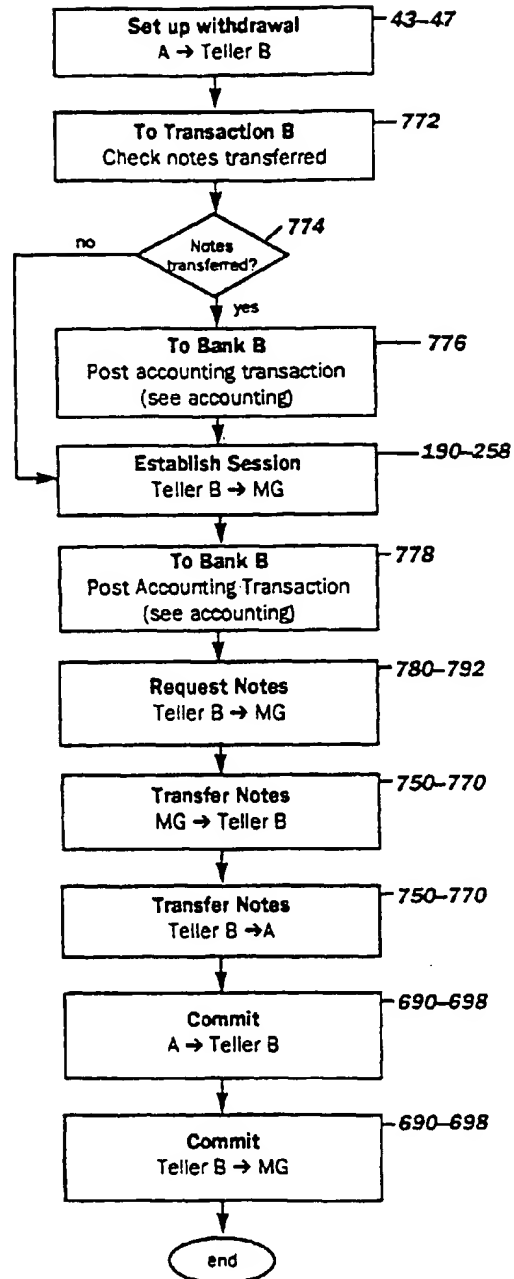 Set up withdrawal
A → Teller B
43–47
To Transaction B
Check notes transferred
772
Notes
transferred?
774
no
yes
To Bank B
Post accounting transaction
(see accounting)
776
Establish Session
Teller B → MG
190–258
To Bank B
Post Accounting Transaction
(see accounting)
778
Request Notes
Teller B → MG
780–792
Transfer Notes
MG → Teller B
750–770
Transfer Notes
Teller B → A
750–770
Commit
A → Teller B
690–698
Commit
Teller B → MG
690–698
end